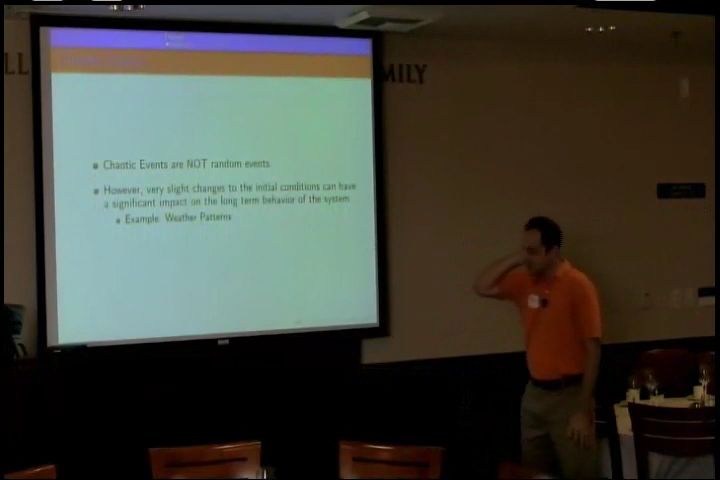 MILY
Chaotic Events are NOT random events.
However, very slight changes to the initial conditions can have
a significant impact on the long term behavior of the system
Example: Weather Patterns